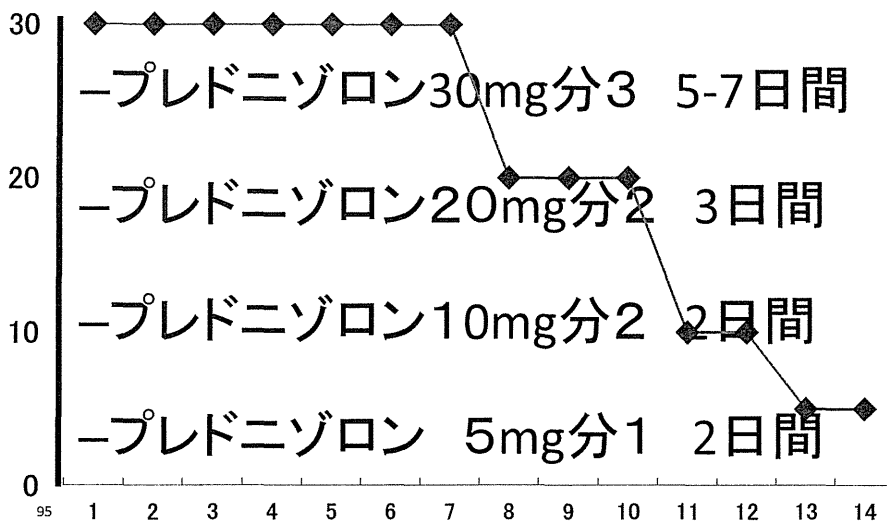 30
–プレドニゾロン30mg分３ 5-7日間
20
–プレドニゾロン２０mg分２ 3日間
10
–プレドニゾロン１0mg分２ 2日間
–プレドニゾロン ５mg分１ 2日間
0
95 1 2 3 4 5 6 7 8 9 10 11 12 13 14